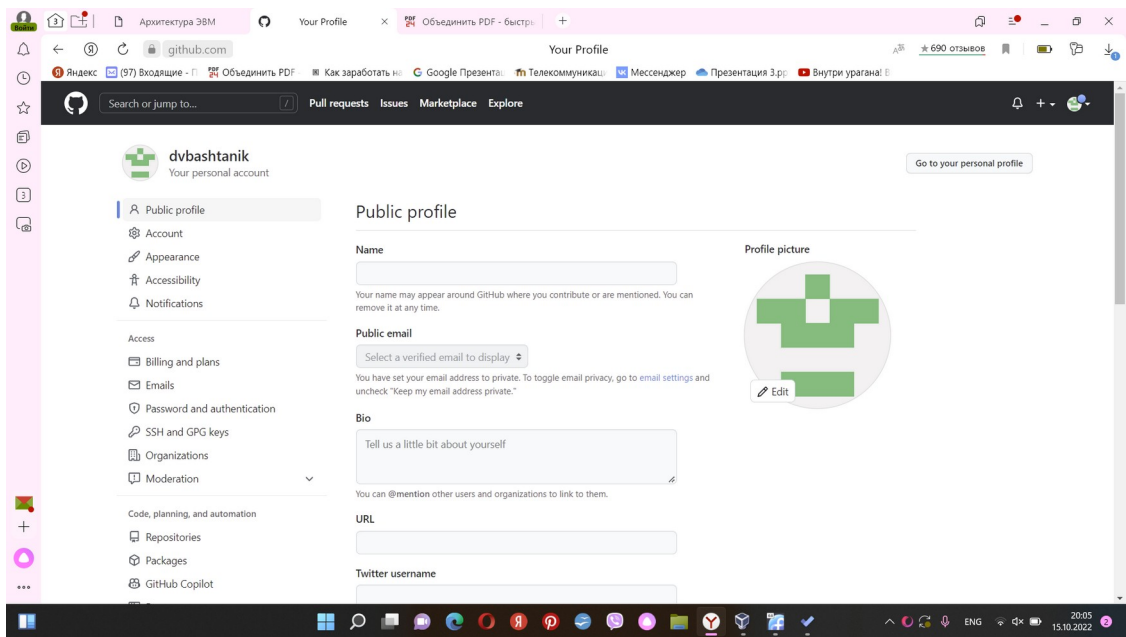 Войти
3
Архитектура ЭВМ
Your Profile
Объединить PDF - быстры
github.com
Your Profile
690 отзывов
Яндекс
(97) Входящие - П
Объединить PDF
Как заработать на
Google Презентац
Телекоммуникац
Мессенджер
Презентация 3.pp
Внутри урагана! В
Search or jump to...
/
Pull requests
Issues
Marketplace
Explore
dvbashtanik
Your personal account
Go to your personal profile
3
Public profile
Account
Appearance
Accessibility
Notifications
Access
Billing and plans
Emails
Password and authentication
SSH and GPG keys
Organizations
Moderation
Code, planning, and automation
Repositories
Packages
GitHub Copilot
Public profile
Name
Your name may appear around GitHub where you contribute or are mentioned. You can
remove it at any time.
Public email
Select a verified email to display
You have set your email address to private. To toggle email privacy, go to email settings and
uncheck "Keep my email address private."
Bio
Tell us a little bit about yourself
You can @mention other users and organizations to link to them.
URL
Twitter username
Profile picture
Edit
ENG
20:05
15.10.2022
2